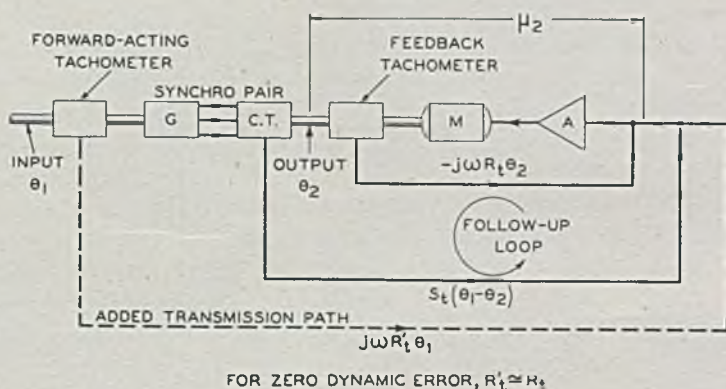 FORWARD-ACTING
TACHOMETER
SYNCHRO PAIR
FEEDBACK
TACHOMETER
μ₂
G
C.T.
M
A
INPUT
θ₁
OUTPUT
θ₂
-jωRₜθ₂
FOLLOW-UP
LOOP
Sₜ(θ₁-θ₂)
ADDED TRANSMISSION PATH
jωR'ₜθ₁
FOR ZERO DYNAMIC ERROR, R'ₜ≅Rₜ